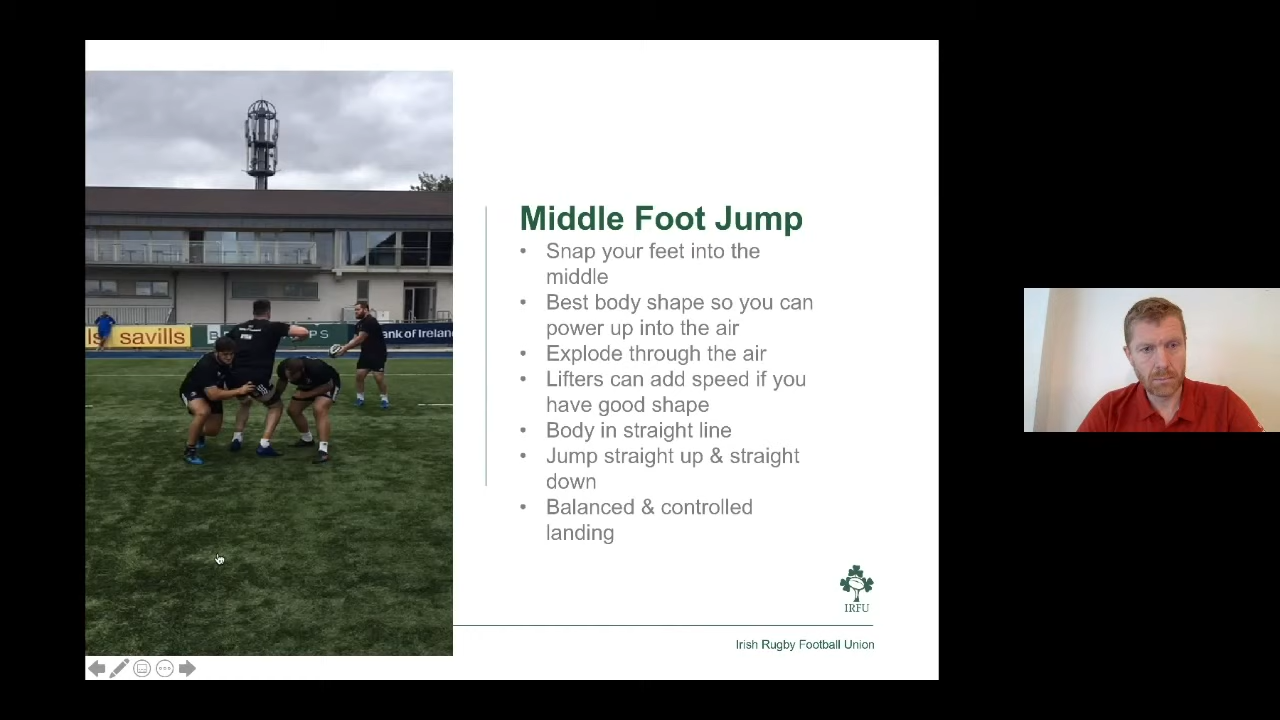 Middle Foot Jump
• Snap your feet into the
middle
• Best body shape so you can
power up into the air
• Explode through the air
• Lifters can add speed if you
have good shape
• Body in straight line
• Jump straight up & straight
down
• Balanced & controlled
landing
savills
ank of Ireland
IRFU
Irish Rugby Football Union